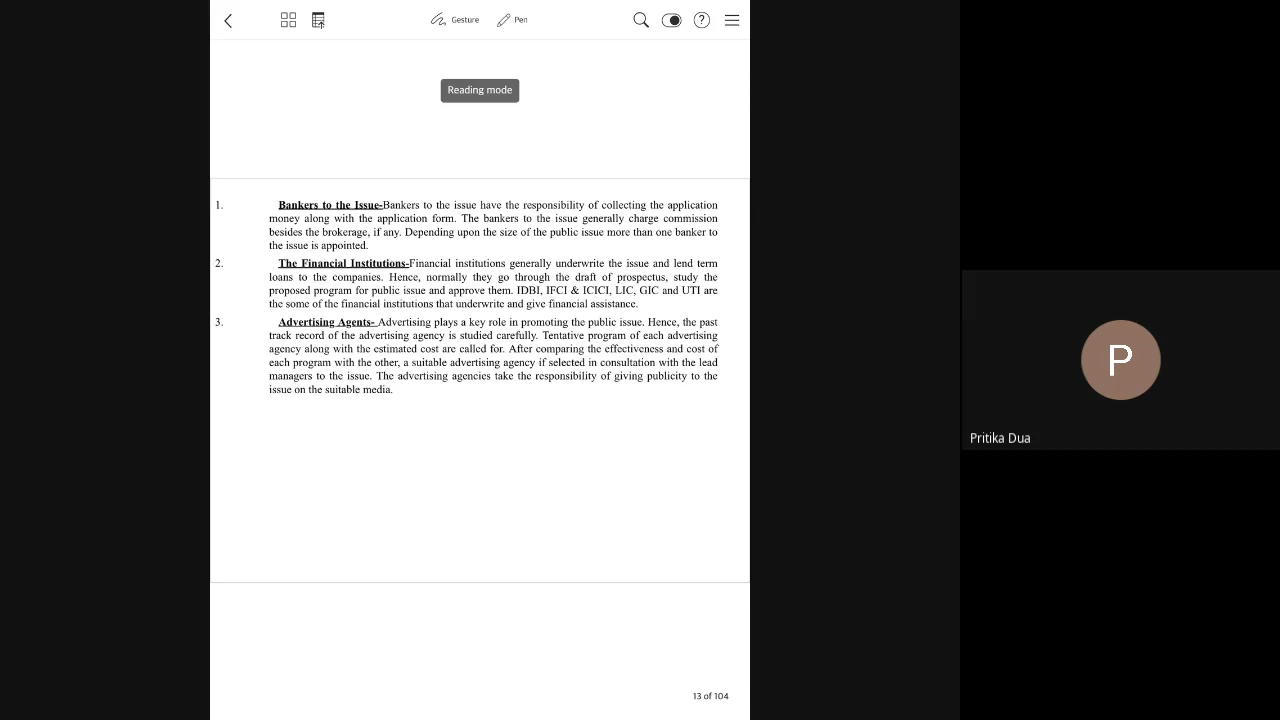 Gesture
Pen
?
Reading mode
1. Bankers to the Issue-Bankers to the issue have the responsibility of collecting the application
money along with the application form. The bankers to the issue generally charge commission
besides the brokerage, if any. Depending upon the size of the public issue more than one banker to
the issue is appointed.
2. The Financial Institutions-Financial institutions generally underwrite the issue and lend term
loans to the companies. Hence, normally they go through the draft of prospectus, study the
proposed program for public issue and approve them. IDBI, IFCI & ICICI, LIC, GIC and UTI are
the some of the financial institutions that underwrite and give financial assistance.
3. Advertising Agents- Advertising plays a key role in promoting the public issue. Hence, the past
track record of the advertising agency is studied carefully. Tentative program of each advertising
agency along with the estimated cost are called for. After comparing the effectiveness and cost of
each program with the other, a suitable advertising agency if selected in consultation with the lead
managers to the issue. The advertising agencies take the responsibility of giving publicity to the
issue on the suitable media.
13 of 104
P
Pritika Dua